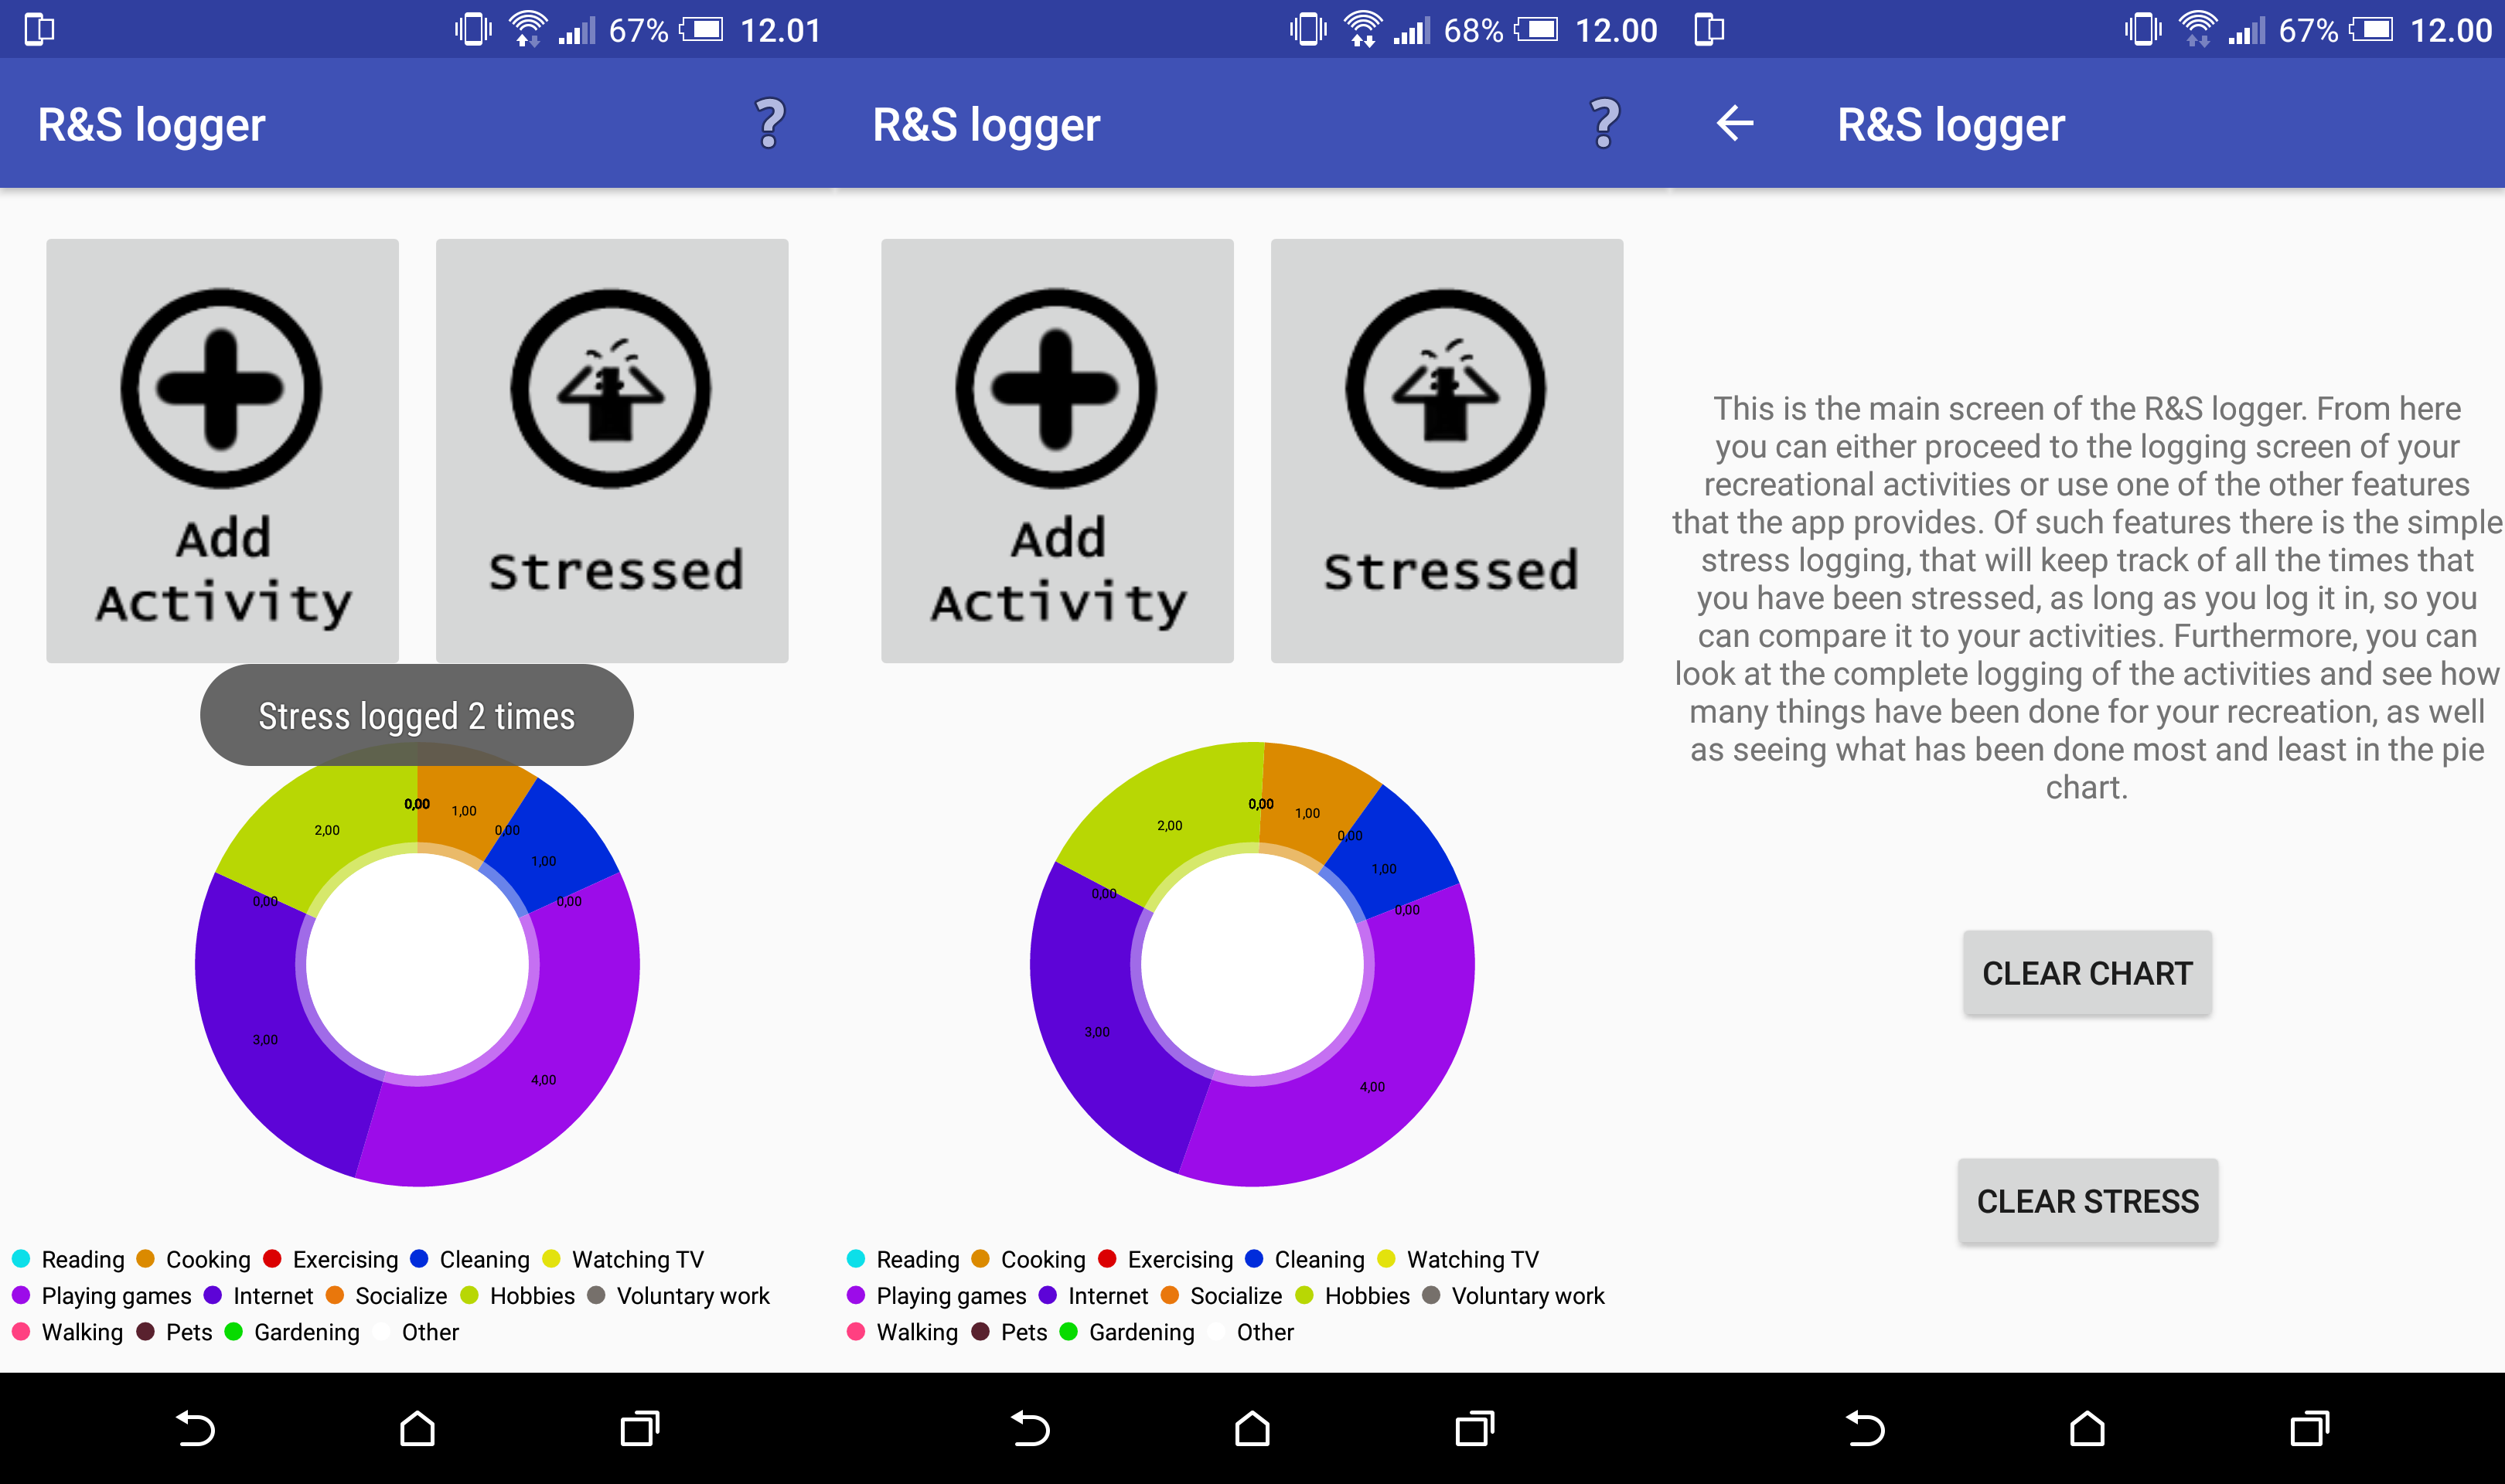 67% 12.01
R&S logger ?
Add
Activity
Stressed
Stress logged 2 times
0,00
1,00
0,00
1,00
0,00
4,00
3,00
0,00
2,00
Reading Cooking Exercising Cleaning Watching TV
Playing games Internet Socialize Hobbies Voluntary work
Walking Pets Gardening Other
68% 12.00
R&S logger ?
Add
Activity
Stressed
0,00
1,00
0,00
1,00
0,00
4,00
3,00
0,00
2,00
Reading Cooking Exercising Cleaning Watching TV
Playing games Internet Socialize Hobbies Voluntary work
Walking Pets Gardening Other
67% 12.00
R&S logger
This is the main screen of the R&S logger. From here
you can either proceed to the logging screen of your
recreational activities or use one of the other features
that the app provides. Of such features there is the simple
stress logging, that will keep track of all the times that
you have been stressed, as long as you log it in, so you
can compare it to your activities. Furthermore, you can
look at the complete logging of the activities and see how
many things have been done for your recreation, as well
as seeing what has been done most and least in the pie
chart.
CLEAR CHART
CLEAR STRESS